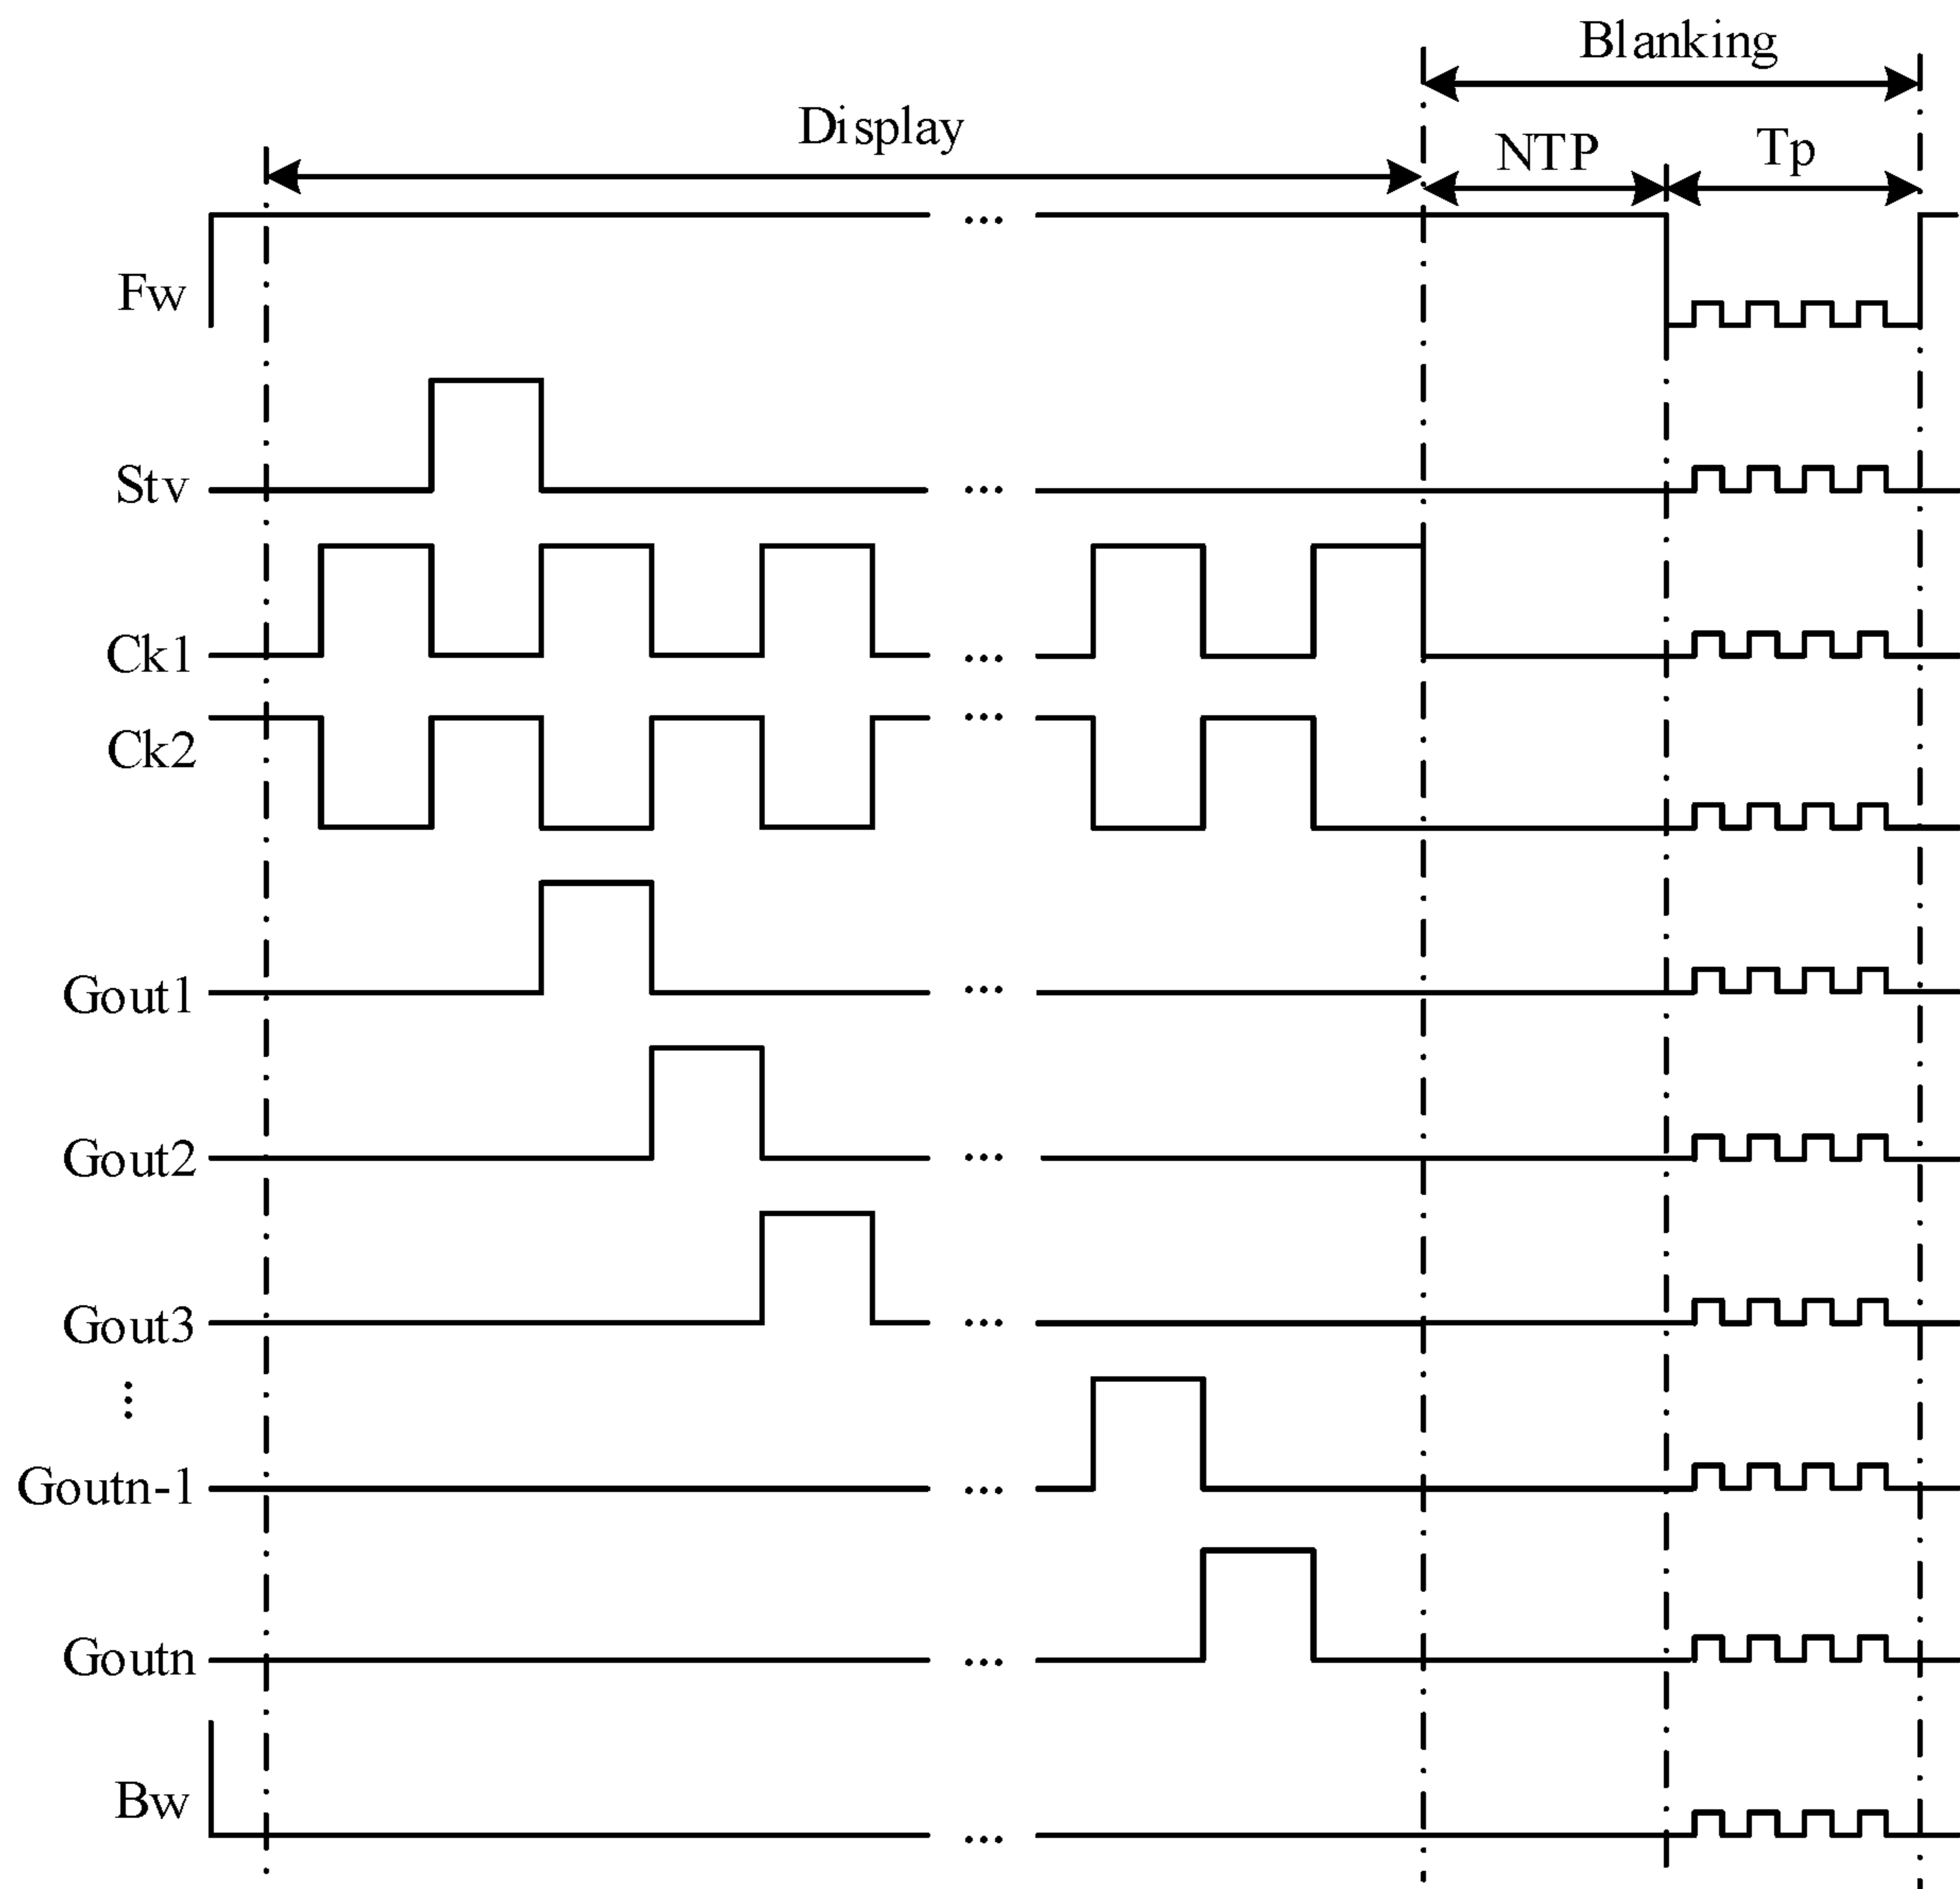 Blanking
Display
NTP
Tp
Fw
...
Stv
...
Ck1
...
Ck2
...
Gout1
...
Gout2
...
Gout3
...
⋮
Goutn-1
...
Goutn
...
Bw
...